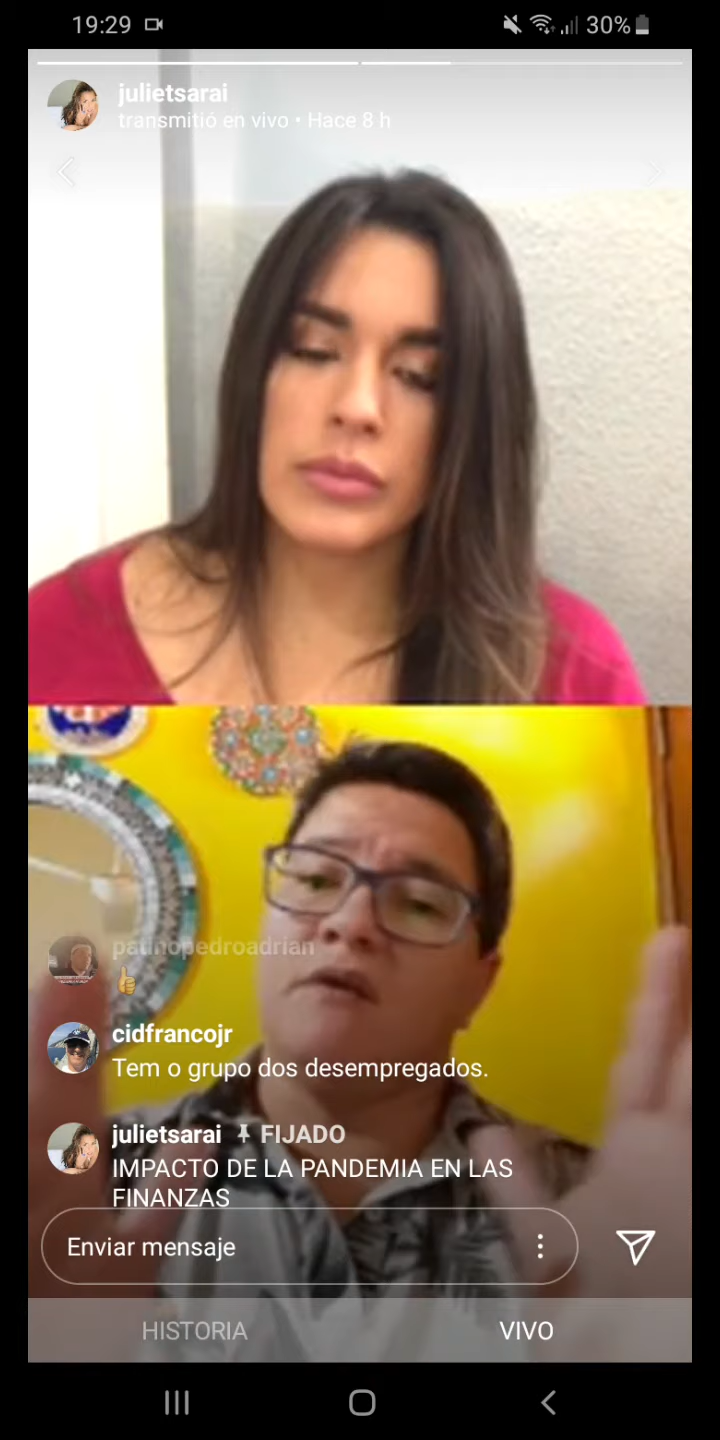 19:29
30%
julietsarai
transmitió en vivo • Hace 8 h
patinopedroadrian
👍
cidfrancojr
Tem o grupo dos desempregados.
julietsarai FIJADO
IMPACTO DE LA PANDEMIA EN LAS
FINANZAS
Enviar mensaje
HISTORIA
VIVO